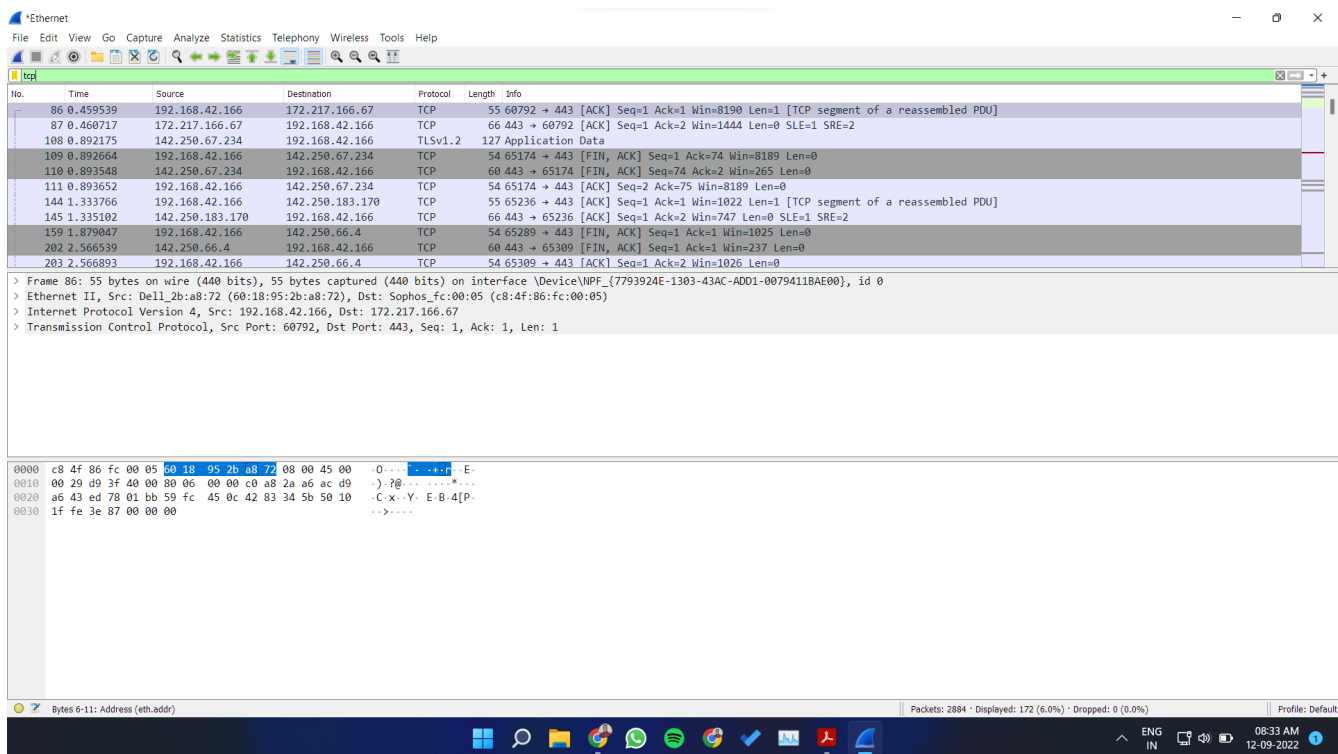 *Ethernet
File Edit View Go Capture Analyze Statistics Telephony Wireless Tools Help
tcp
No. Time Source Destination Protocol Length Info
86 0.459539 192.168.42.166 172.217.166.67 TCP 55 60792 → 443 [ACK] Seq=1 Ack=1 Win=8190 Len=1 [TCP segment of a reassembled PDU]
87 0.460717 172.217.166.67 192.168.42.166 TCP 66 443 → 60792 [ACK] Seq=1 Ack=2 Win=1444 Len=0 SLE=1 SRE=2
108 0.892175 142.250.67.234 192.168.42.166 TLSv1.2 127 Application Data
109 0.892664 192.168.42.166 142.250.67.234 TCP 54 65174 → 443 [FIN, ACK] Seq=1 Ack=74 Win=8189 Len=0
110 0.893548 142.250.67.234 192.168.42.166 TCP 60 443 → 65174 [FIN, ACK] Seq=74 Ack=2 Win=265 Len=0
111 0.893652 192.168.42.166 142.250.67.234 TCP 54 65174 → 443 [ACK] Seq=2 Ack=75 Win=8189 Len=0
144 1.333766 192.168.42.166 142.250.183.170 TCP 55 65236 → 443 [ACK] Seq=1 Ack=1 Win=1022 Len=1 [TCP segment of a reassembled PDU]
145 1.335102 142.250.183.170 192.168.42.166 TCP 66 443 → 65236 [ACK] Seq=1 Ack=2 Win=747 Len=0 SLE=1 SRE=2
159 1.879047 192.168.42.166 142.250.66.4 TCP 54 65289 → 443 [FIN, ACK] Seq=1 Ack=1 Win=1025 Len=0
202 2.566539 142.250.66.4 192.168.42.166 TCP 60 443 → 65309 [FIN, ACK] Seq=1 Ack=1 Win=237 Len=0
203 2.566893 192.168.42.166 142.250.66.4 TCP 54 65309 → 443 [ACK] Seq=1 Ack=2 Win=1026 Len=0
> Frame 86: 55 bytes on wire (440 bits), 55 bytes captured (440 bits) on interface \Device\NPF_{7793924E-1303-43AC-ADD1-0079411BAE00}, id 0
> Ethernet II, Src: Dell_2b:a8:72 (60:18:95:2b:a8:72), Dst: Sophos_fc:00:05 (c8:4f:86:fc:00:05)
> Internet Protocol Version 4, Src: 192.168.42.166, Dst: 172.217.166.67
> Transmission Control Protocol, Src Port: 60792, Dst Port: 443, Seq: 1, Ack: 1, Len: 1
0000 c8 4f 86 fc 00 05 60 18 95 2b a8 72 08 00 45 00 ·O····`· ·+·r··E·
0010 00 29 d9 3f 40 00 80 06 00 00 c0 a8 2a a6 ac d9 ·)·?@··· ····*···
0020 a6 43 ed 78 01 bb 59 fc 45 0c 42 83 34 5b 50 10 ·C·x··Y· E·B·4[P·
0030 1f fe 3e 87 00 00 00 ··>····
Bytes 6-11: Address (eth.addr) Packets: 2884 · Displayed: 172 (6.0%) · Dropped: 0 (0.0%) Profile: Default
ENG
IN
08:33 AM
12-09-2022
1